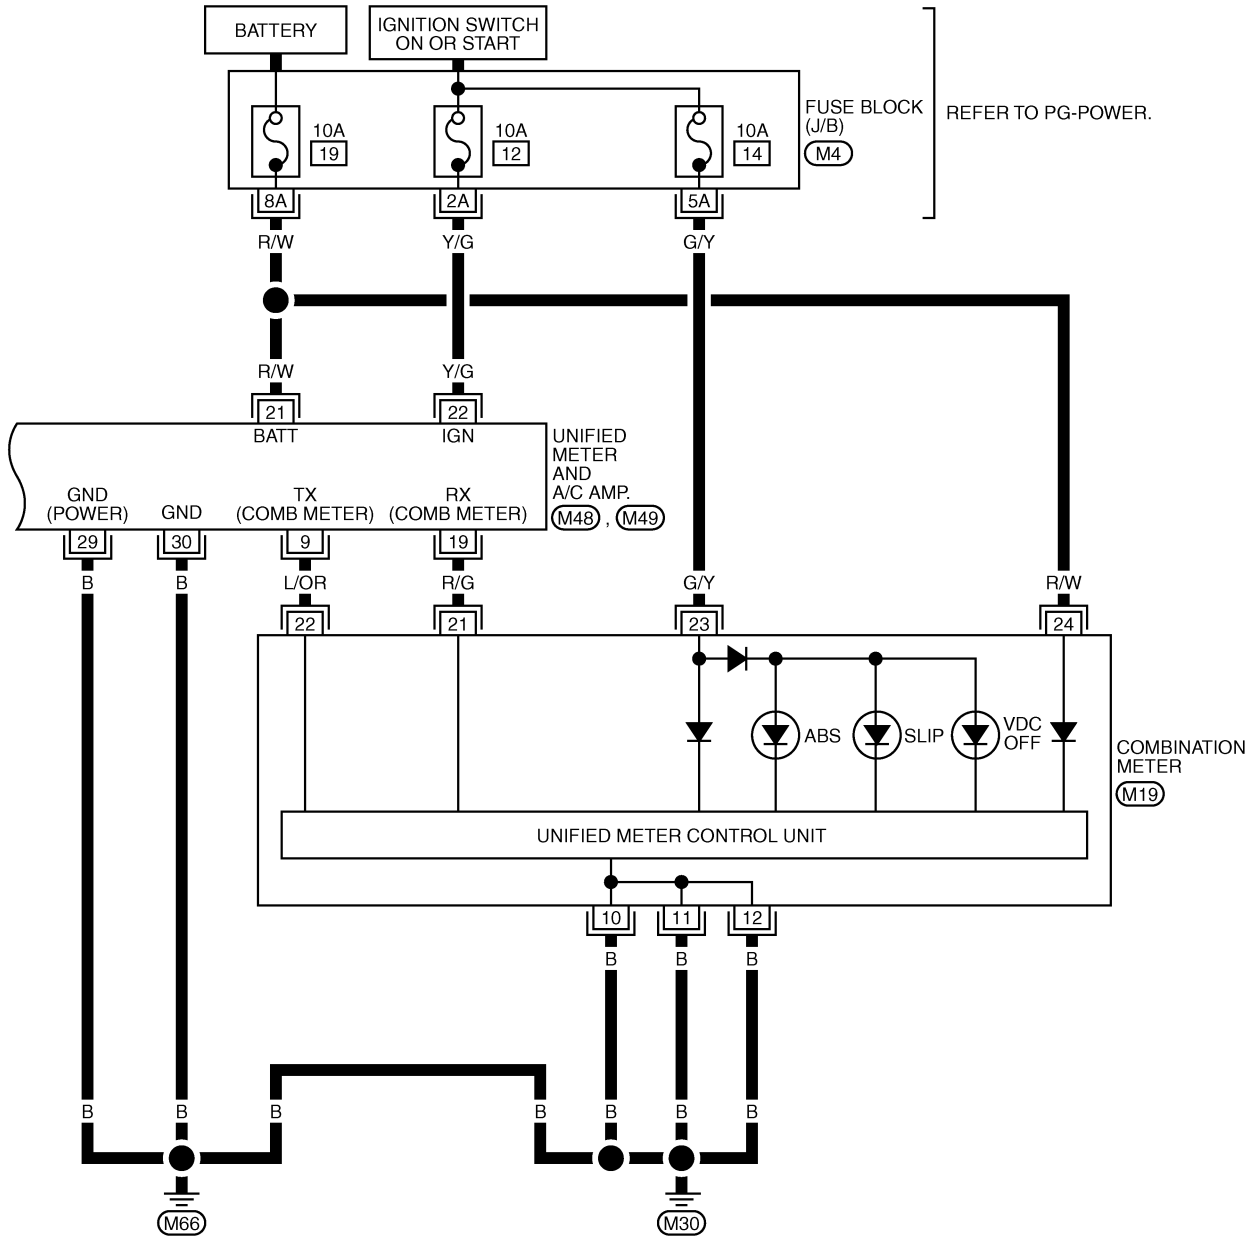 BATTERY
IGNITION SWITCH
ON OR START
10A
19
10A
12
10A
14
FUSE BLOCK
(J/B)
M4
REFER TO PG-POWER.
8A
2A
5A
R/W
Y/G
G/Y
R/W
Y/G
21
22
BATT
IGN
UNIFIED
METER
AND
A/C AMP.
M48 , M49
GND
(POWER)
GND
TX
(COMB METER)
RX
(COMB METER)
29
30
9
19
B
B
L/OR
R/G
G/Y
R/W
22
21
23
24
ABS
SLIP
VDC
OFF
COMBINATION
METER
M19
UNIFIED METER CONTROL UNIT
10
11
12
B
B
B
B
B
B
B
B
B
B
M66
M30